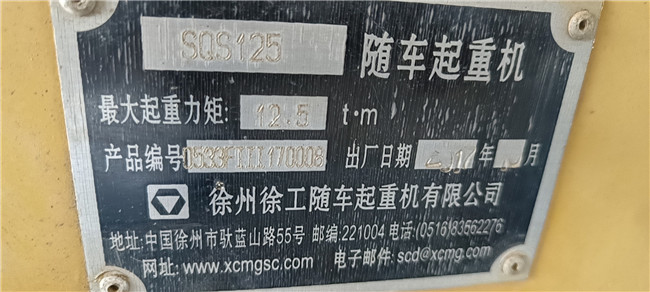 SQS125 随车起重机
最大起重力矩: 12.5 t·m
产品编号 0533FIII170008 出厂日期 2017 年 月
徐州徐工随车起重机有限公司
地址:中国徐州市驮蓝山路55号 邮编:221004 电话:(0516)83562276
网址:www.xcmgsc.com 电子邮件:scd@xcmg.com